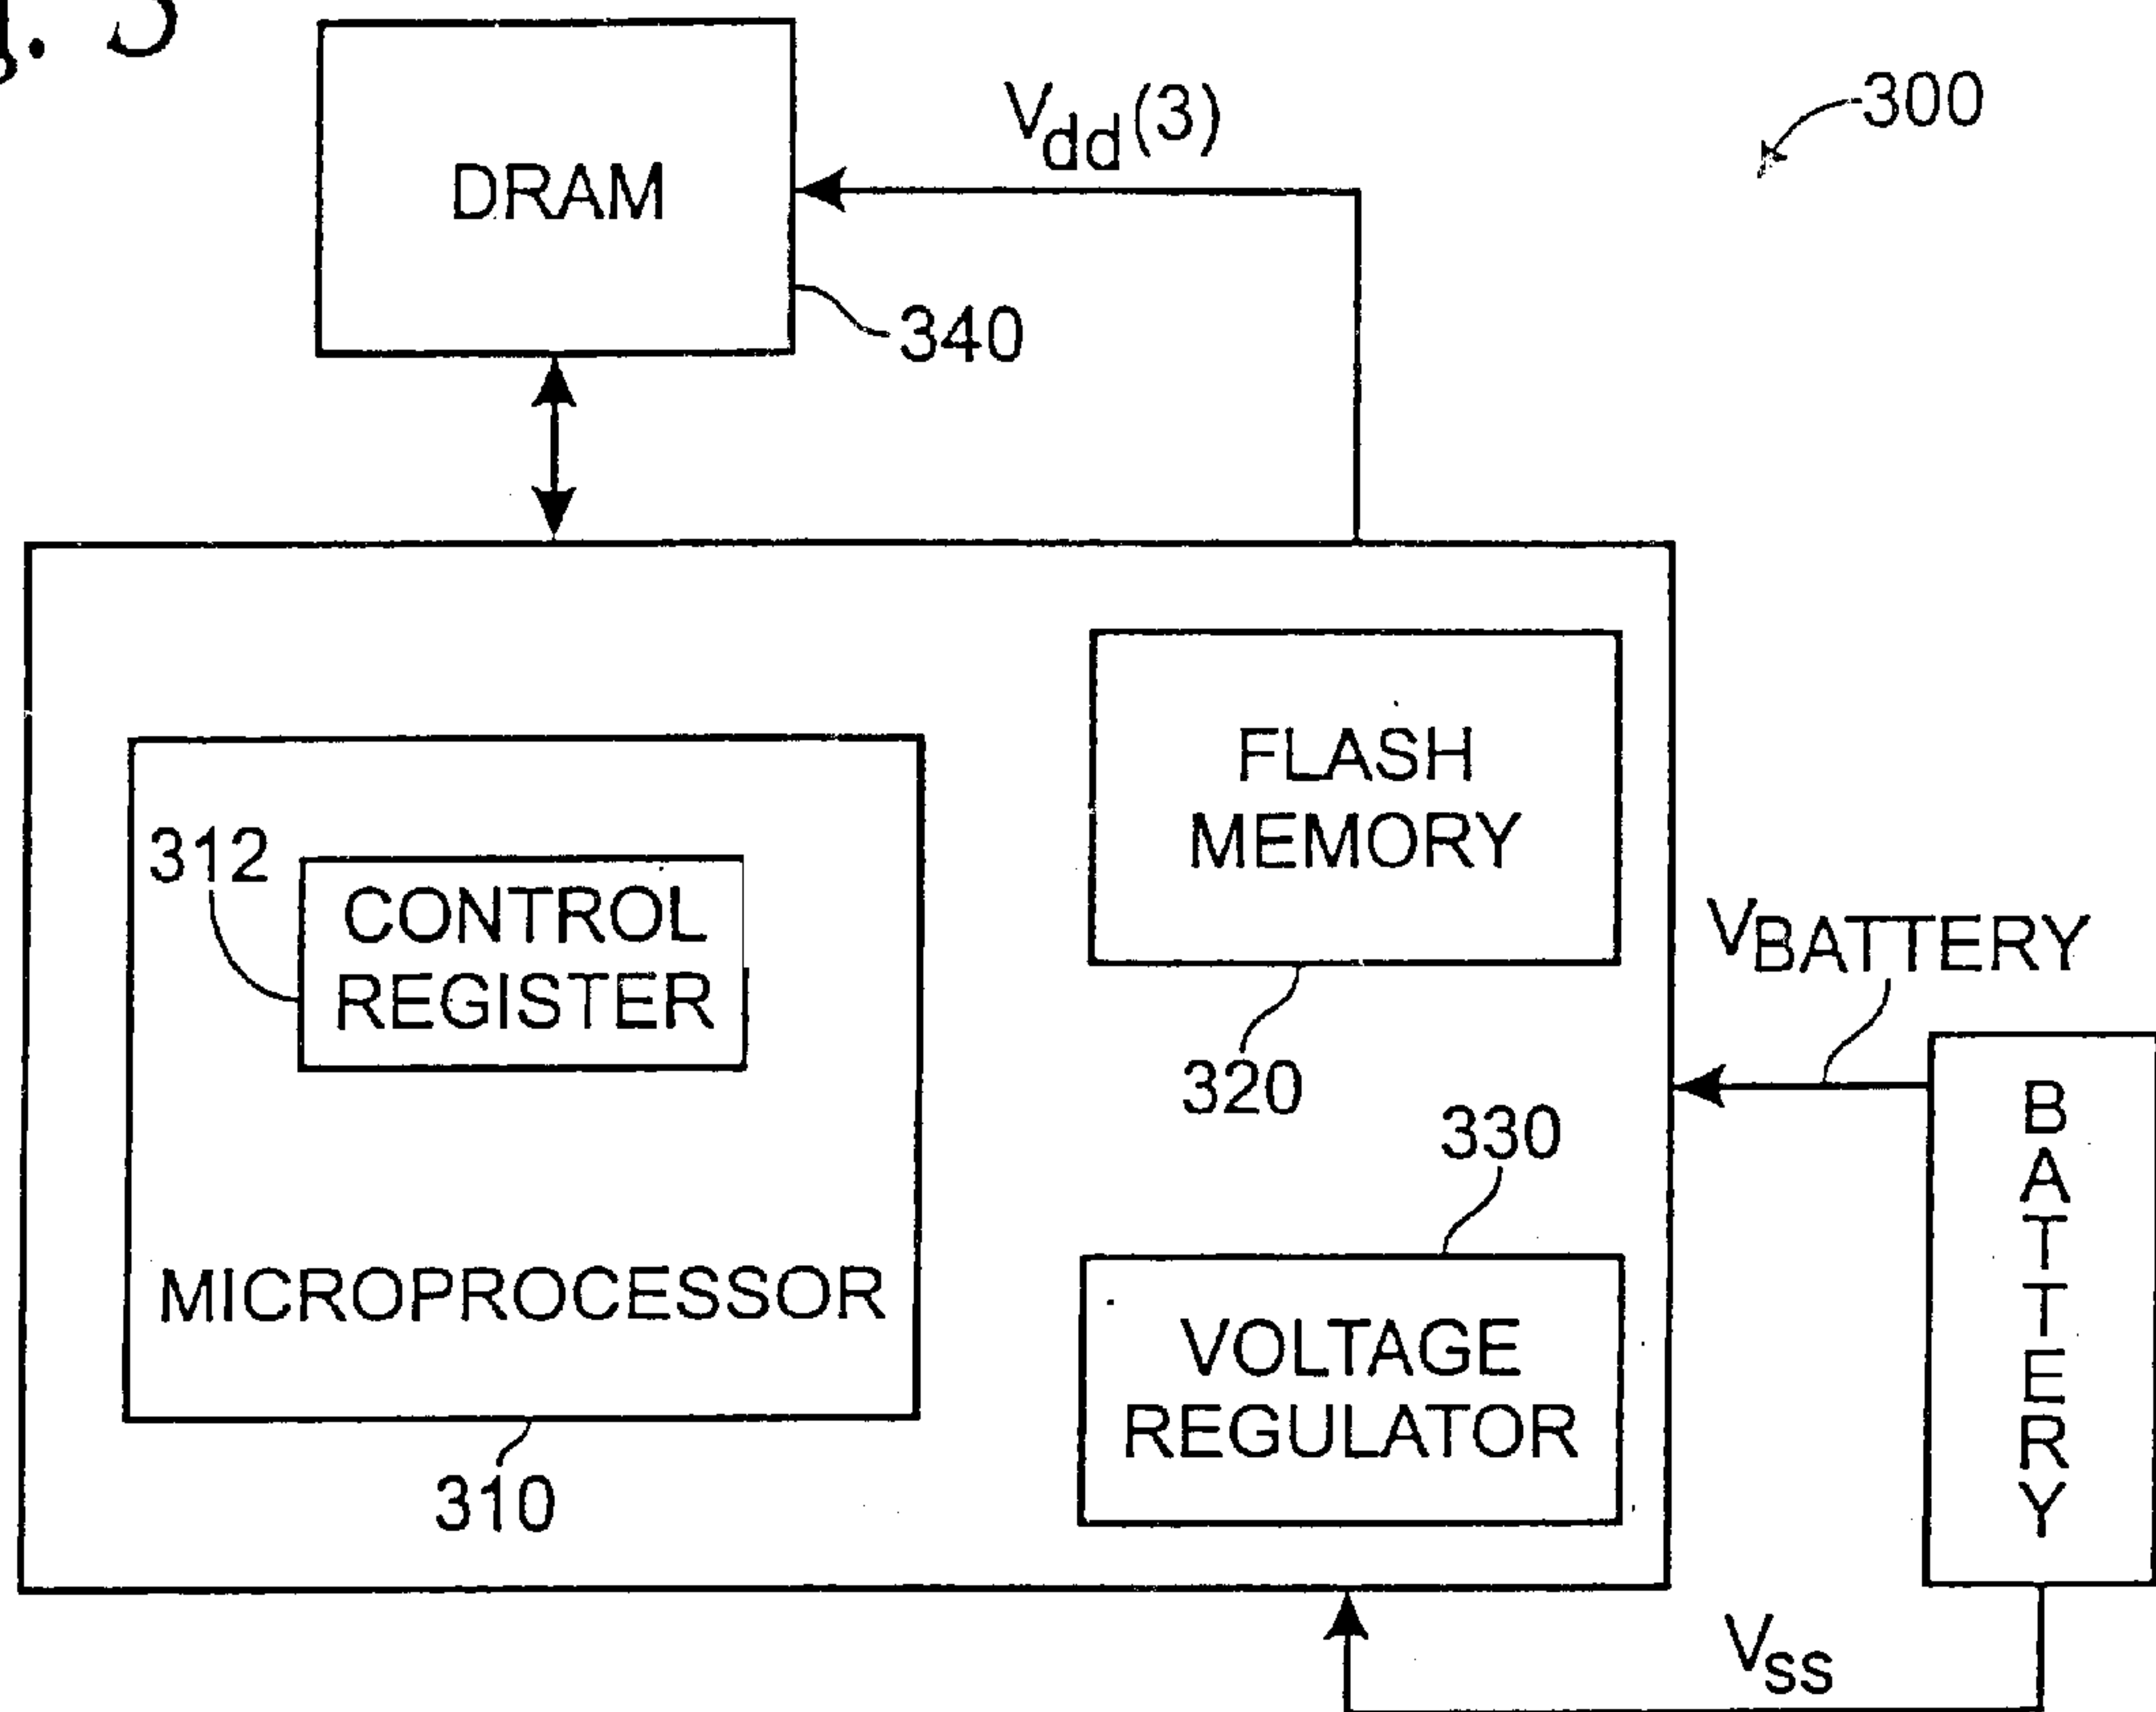 g. 3
DRAM
Vdd(3)
300
340
FLASH
MEMORY
312
CONTROL
REGISTER
320
VBATTERY
330
MICROPROCESSOR
VOLTAGE
REGULATOR
310
BATTERY
Vss